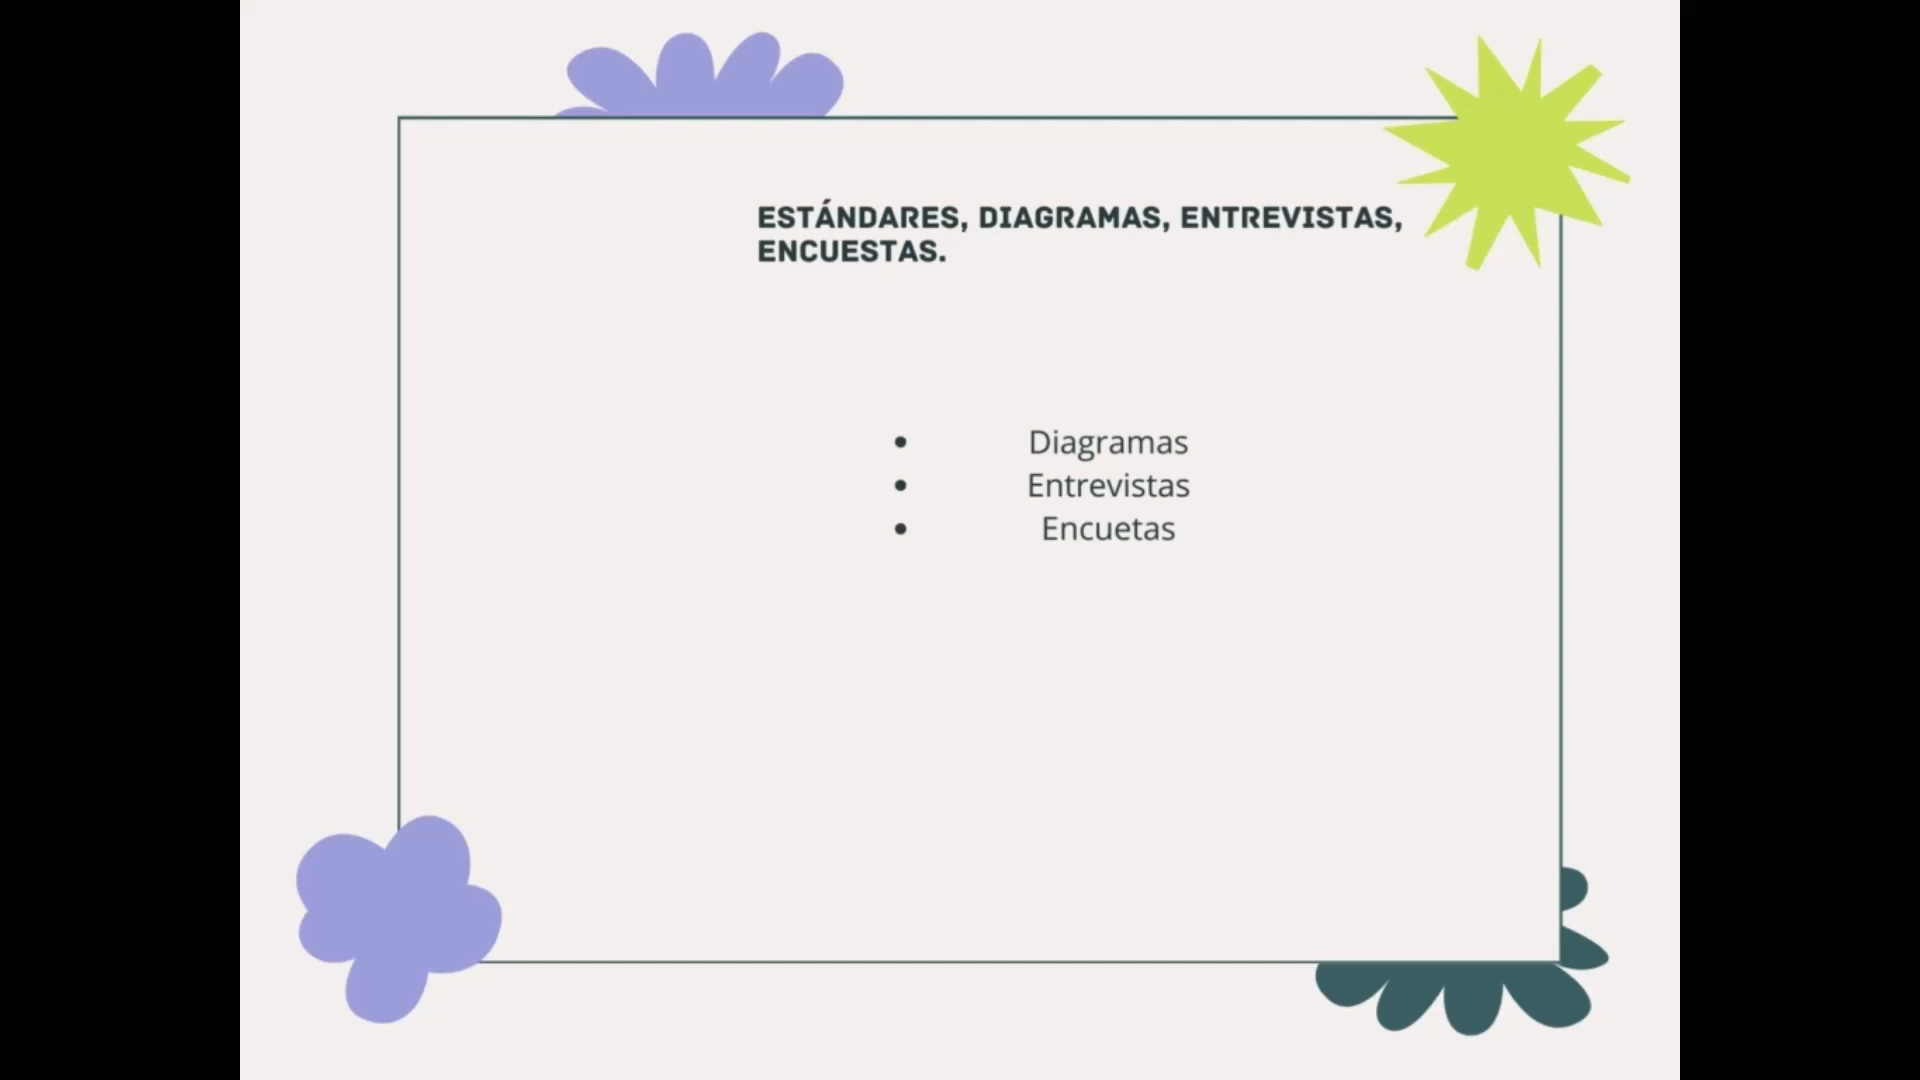 ESTÁNDARES, DIAGRAMAS, ENTREVISTAS,
ENCUESTAS.
• Diagramas
• Entrevistas
• Encuetas